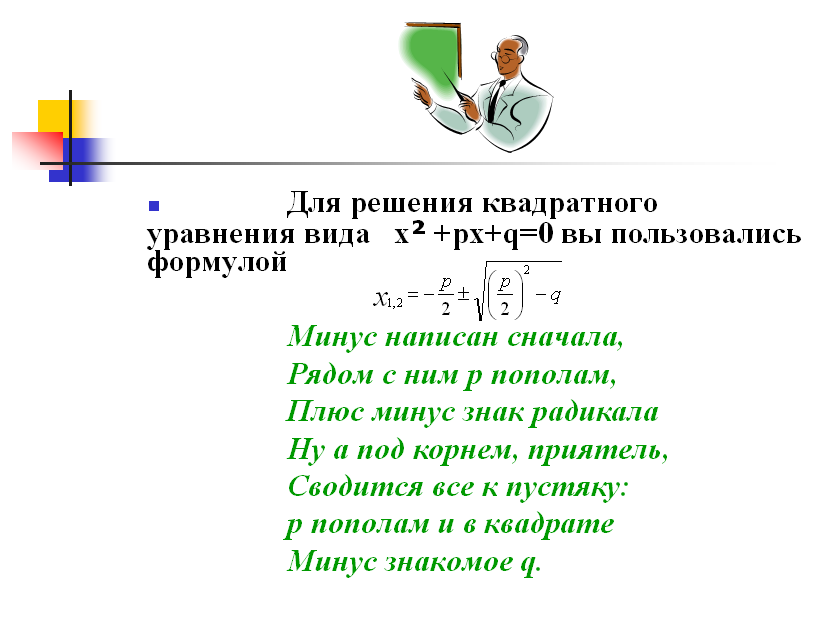 Для решения квадратного
уравнения вида x² +px+q=0 вы пользовались
формулой
x₁,₂ = −p/2 ± √((p/2)² − q)
Минус написан сначала,
Рядом с ним p пополам,
Плюс минус знак радикала
Ну а под корнем, приятель,
Сводится все к пустяку:
p пополам и в квадрате
Минус знакомое q.